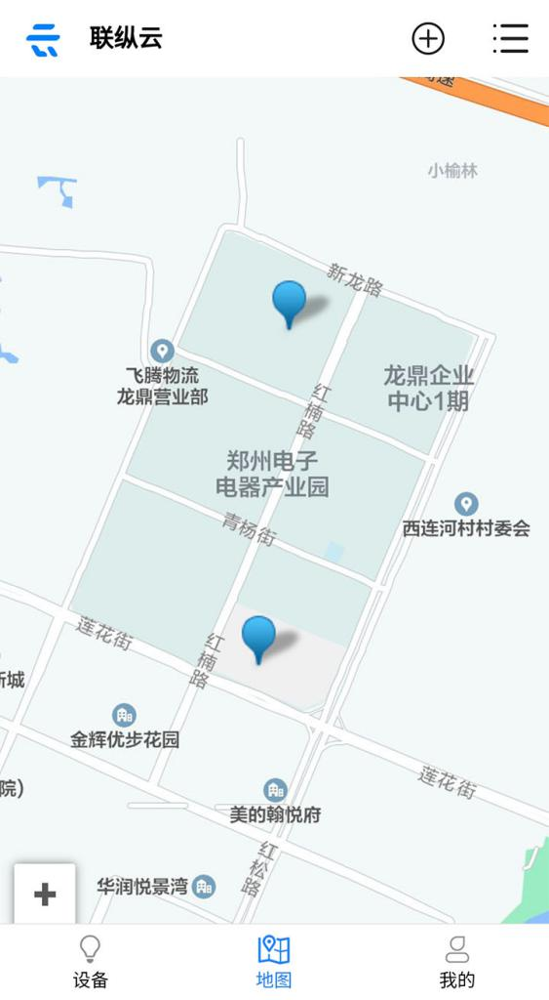 联纵云
高速
小榆林
新龙路
飞腾物流
龙鼎营业部
龙鼎企业
中心1期
红楠路
郑州电子
电器产业园
青杨街
西连河村村委会
莲花街
红楠路
新城
金辉优步花园
莲花街
院）
美的翰悦府
红松路
华润悦景湾
+
设备
地图
我的